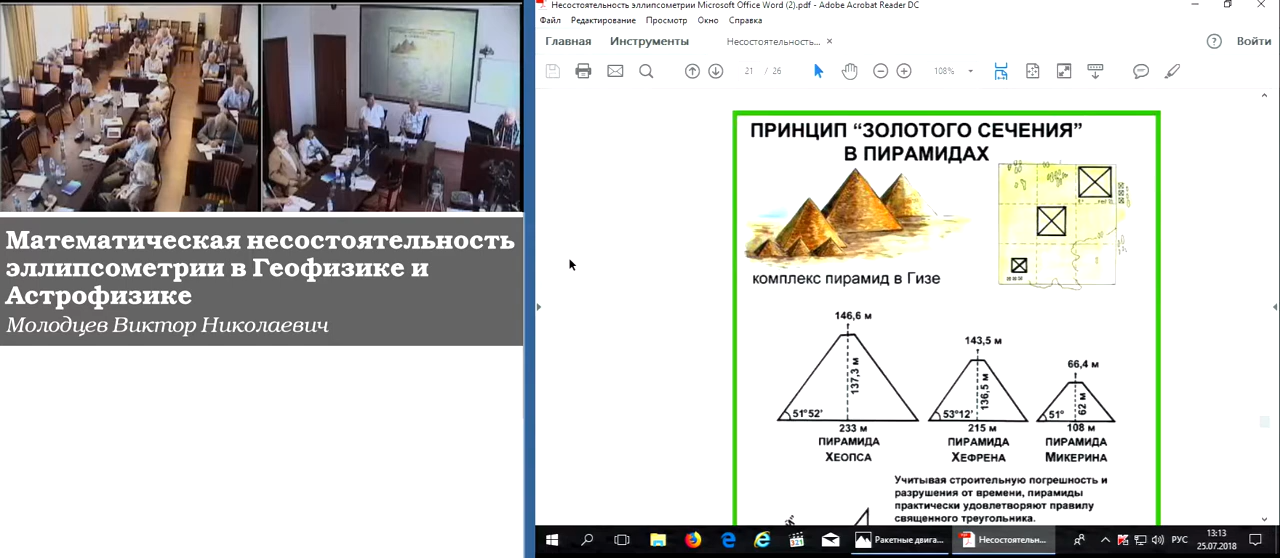 Математическая несостоятельность
эллипсометрии в Геофизике и
Астрофизике
Молодцев Виктор Николаевич
Несостоятельность эллипсометрии Microsoft Office Word (2).pdf - Adobe Acrobat Reader DC
Файл Редактирование Просмотр Окно Справка
Главная Инструменты Несостоятельность... × ? Войти
21 / 26 108%
ПРИНЦИП “ЗОЛОТОГО СЕЧЕНИЯ”
В ПИРАМИДАХ
комплекс пирамид в Гизе
146,6 м
137,3 м
51°52’
233 м
ПИРАМИДА
ХЕОПСА
143,5 м
136,5 м
53°12’
215 м
ПИРАМИДА
ХЕФРЕНА
66,4 м
62 м
51°
108 м
ПИРАМИДА
МИКЕРИНА
Учитывая строительную погрешность и
разрушения от времени, пирамиды
практически удовлетворяют правилу
священного треугольника.
Ракетные двига...
Несостоятельн...
РУС
13:13
25.07.2018